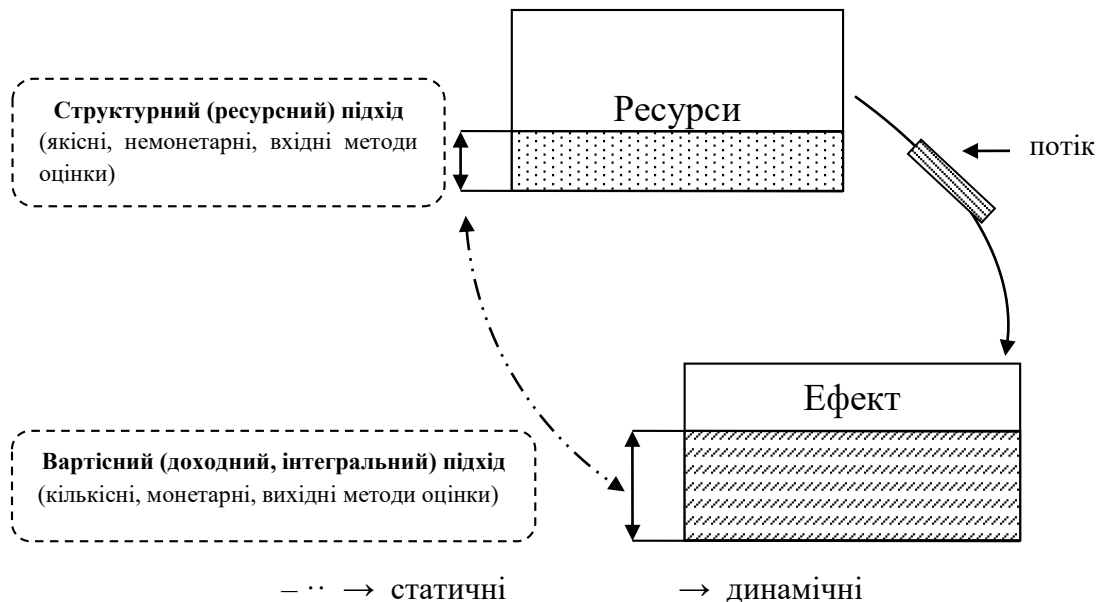 Ресурси
Структурний (ресурсний) підхід
(якісні, немонетарні, вхідні методи
оцінки)
потік
Ефект
Вартісний (доходний, інтегральний) підхід
(кількісні, монетарні, вихідні методи оцінки)
– ·· → статичні → динамічні